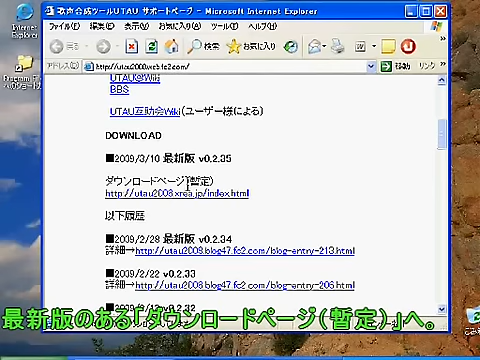 Internet
Explorer
歌声合成ツールUTAU サポートページ - Microsoft Internet Explorer
ファイル(F) 編集(E) 表示(V) お気に入り(A) ツール(T) ヘルプ(H)
戻る 検索 お気に入り
アドレス(D) http://utau2008.web.fc2.com/ 移動 リンク
UTAU@Wiki
BBS
UTAU互助会Wiki(ユーザー様による)
DOWNLOAD
■2009/3/10 最新版 v0.2.35
ダウンロードページ(暫定)
http://utau2008.xrea.jp/index.html
以下履歴
■2009/2/28 最新版 v0.2.34
詳細→http://utau2008.blog47.fc2.com/blog-entry-213.html
■2009/2/22 v0.2.33
詳細→http://utau2008.blog47.fc2.com/blog-entry-206.html
最新版のある「ダウンロードページ(暫定)」へ。